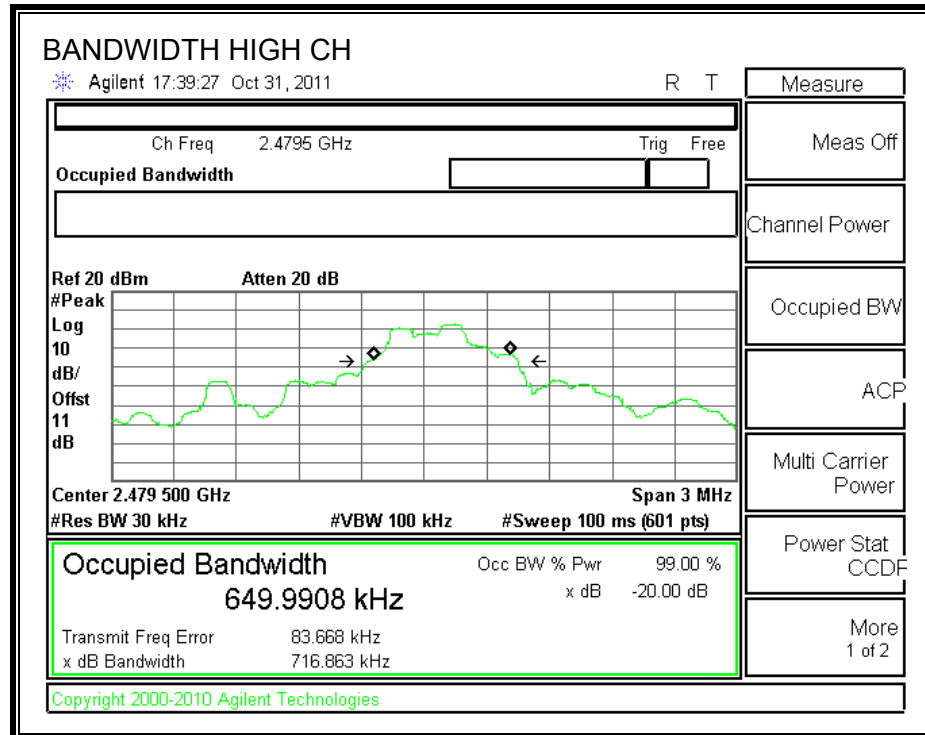 BANDWIDTH HIGH CH
Agilent 17:39:27 Oct 31, 2011 R T
Measure
Ch Freq 2.4795 GHz Trig Free
Occupied Bandwidth
Meas Off
Channel Power
Ref 20 dBm Atten 20 dB
#Peak
Log
10
dB/
Offst
11
dB
Occupied BW
ACP
Multi Carrier
Power
Center 2.479 500 GHz Span 3 MHz
#Res BW 30 kHz #VBW 100 kHz #Sweep 100 ms (601 pts)
Occupied Bandwidth Occ BW % Pwr 99.00 %
649.9908 kHz x dB -20.00 dB
Transmit Freq Error 83.668 kHz
x dB Bandwidth 716.863 kHz
Power Stat
CCDF
More
1 of 2
Copyright 2000-2010 Agilent Technologies